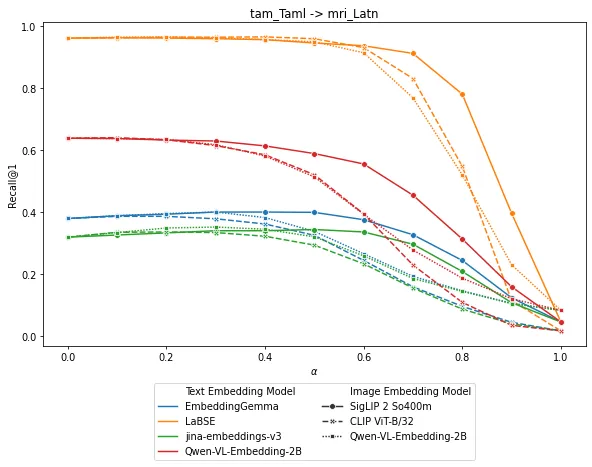 tam_Taml -> mri_Latn
Recall@1
1.0
0.8
0.6
0.4
0.2
0.0
0.0 0.2 0.4 0.6 0.8 1.0
α
Text Embedding Model
EmbeddingGemma
LaBSE
jina-embeddings-v3
Qwen-VL-Embedding-2B
Image Embedding Model
SigLIP 2 So400m
CLIP ViT-B/32
Qwen-VL-Embedding-2B